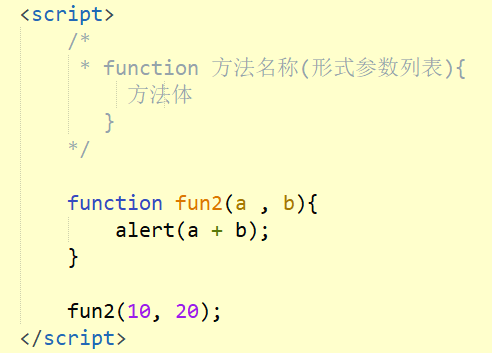 <script>
/*
* function 方法名称(形式参数列表){
方法体
}
*/
function fun2(a , b){
alert(a + b);
}
fun2(10, 20);
</script>